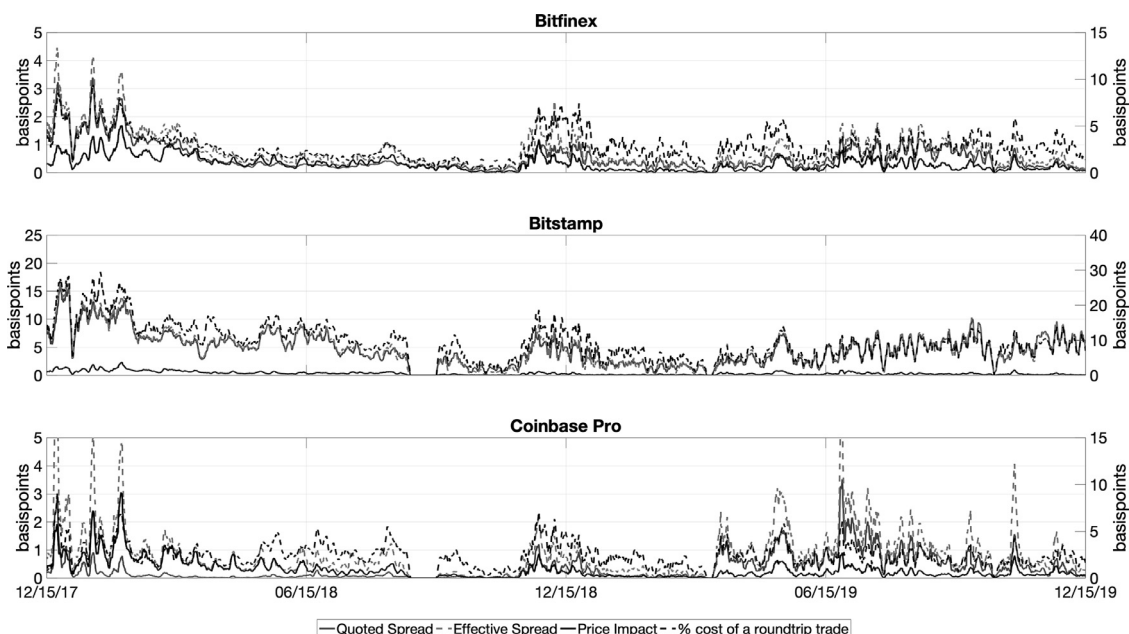 Bitfinex
5
4
3
2
1
0
basispoints
15
10
5
0
basispoints
Bitstamp
25
20
15
10
5
0
basispoints
40
30
20
10
0
basispoints
Coinbase Pro
5
4
3
2
1
0
basispoints
15
10
5
0
basispoints
12/15/17
06/15/18
12/15/18
06/15/19
12/15/19
Quoted Spread
Effective Spread
Price Impact
% cost of a roundtrip trade